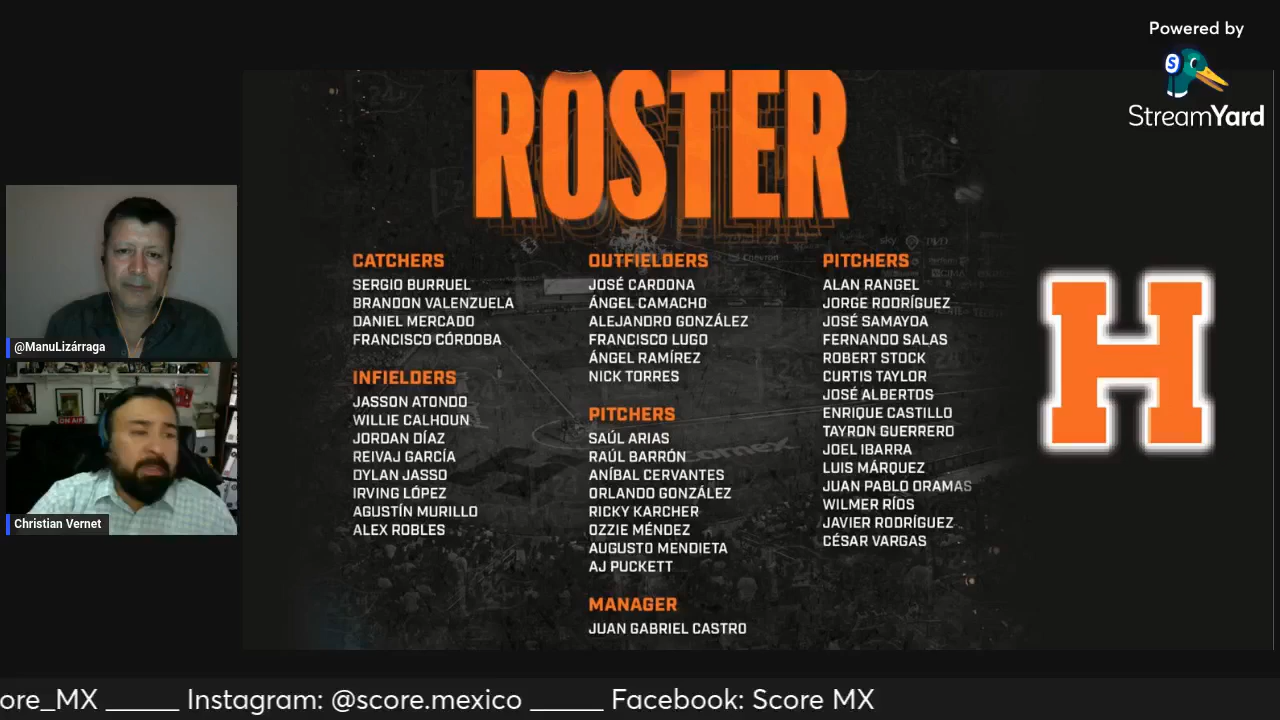 Powered by
StreamYard
ROSTER
CATCHERS
SERGIO BURRUEL
BRANDON VALENZUELA
DANIEL MERCADO
FRANCISCO CÓRDOBA
INFIELDERS
JASSON ATONDO
WILLIE CALHOUN
JORDAN DÍAZ
REIVAJ GARCÍA
DYLAN JASSO
IRVING LÓPEZ
AGUSTÍN MURILLO
ALEX ROBLES
OUTFIELDERS
JOSÉ CARDONA
ÁNGEL CAMACHO
ALEJANDRO GONZÁLEZ
FRANCISCO LUGO
ÁNGEL RAMÍREZ
NICK TORRES
PITCHERS
SAÚL ARIAS
RAÚL BARRÓN
ANÍBAL CERVANTES
ORLANDO GONZÁLEZ
RICKY KARCHER
OZZIE MÉNDEZ
AUGUSTO MENDIETA
AJ PUCKETT
MANAGER
JUAN GABRIEL CASTRO
PITCHERS
ALAN RANGEL
JORGE RODRÍGUEZ
JOSÉ SAMAYOA
FERNANDO SALAS
ROBERT STOCK
CURTIS TAYLOR
JOSÉ ALBERTOS
ENRIQUE CASTILLO
TAYRON GUERRERO
JOEL IBARRA
LUIS MÁRQUEZ
JUAN PABLO ORAMAS
WILMER RÍOS
JAVIER RODRÍGUEZ
CÉSAR VARGAS
H
@ManuLizárraga
ON AIR
Christian Vernet
ore_MX _____ Instagram: @score.mexico _____ Facebook: Score MX